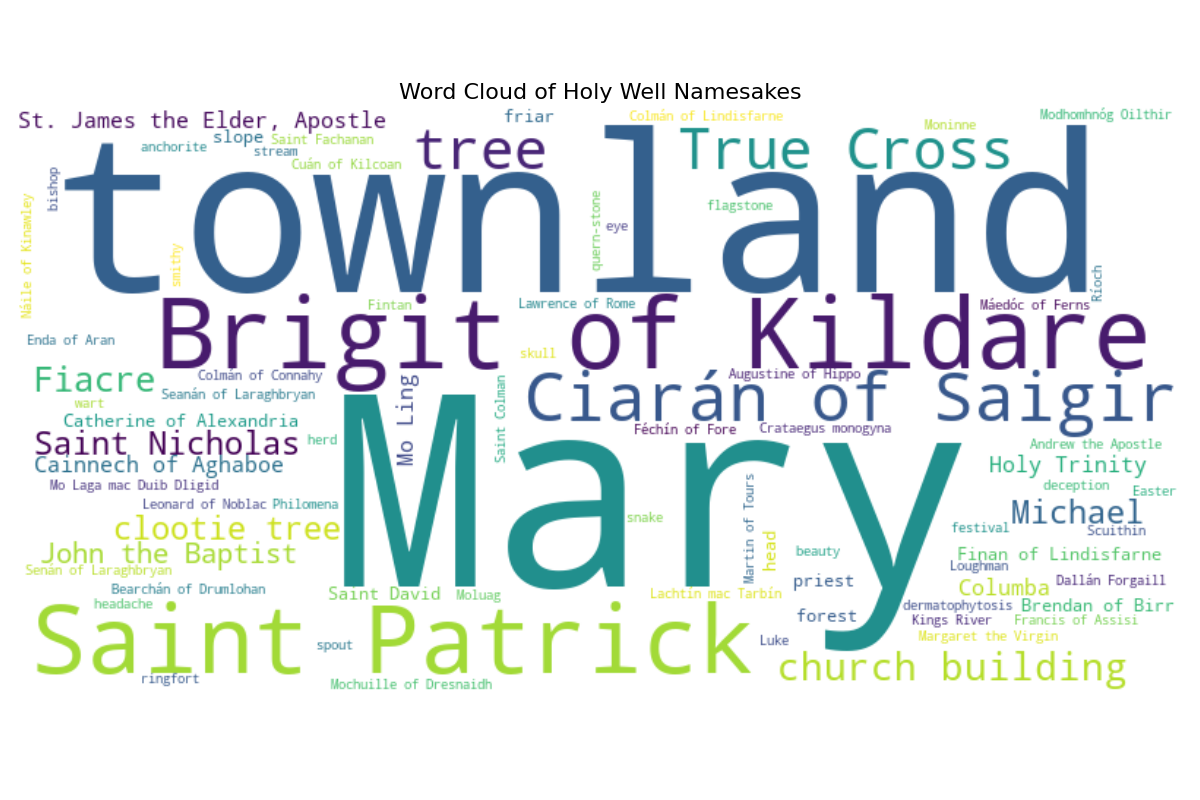 Word Cloud of Holy Well Namesakes
St. James the Elder, Apostle
friar
Colmán of Lindisfarne
Modhomhnóg Oilthir
Moninne
slope
Saint Fachanan
anchorite
stream
Cuán of Kilcoan
tree
True Cross
bishop
Náile of Kinawley
townland
smithy
quern-stone
eye
flagstone
Ríoch
Fintan
Lawrence of Rome
Máedóc of Ferns
Brigit of Kildare
Enda of Aran
skull
Fiacre
Colmán of Connahy
Augustine of Hippo
Seanán of Laraghbryan
wart
Mo Ling
Saint Colman
Ciarán of Saigir
Catherine of Alexandria
Saint Nicholas
herd
Féchín of Fore
Crataegus monogyna
Andrew the Apostle
Cainnech of Aghaboe
Holy Trinity
Mo Laga mac Duib Dligid
deception
Easter
Leonard of Noblac
Philomena
Mary
Martin of Tours
Michael
snake
clootie tree
head
festival
Scuithin
John the Baptist
beauty
Finan of Lindisfarne
Senán of Laraghbryan
Loughman
priest
Dallán Forgaill
Bearchán of Drumlohan
Saint David
Moluag
Lachtin mac Tarbín
Columba
headache
dermatophytosis
Brendan of Birr
forest
Kings River
Francis of Assisi
Saint Patrick
spout
Luke
Margaret the Virgin
church building
ringfort
Mochuille of Dresnaidh